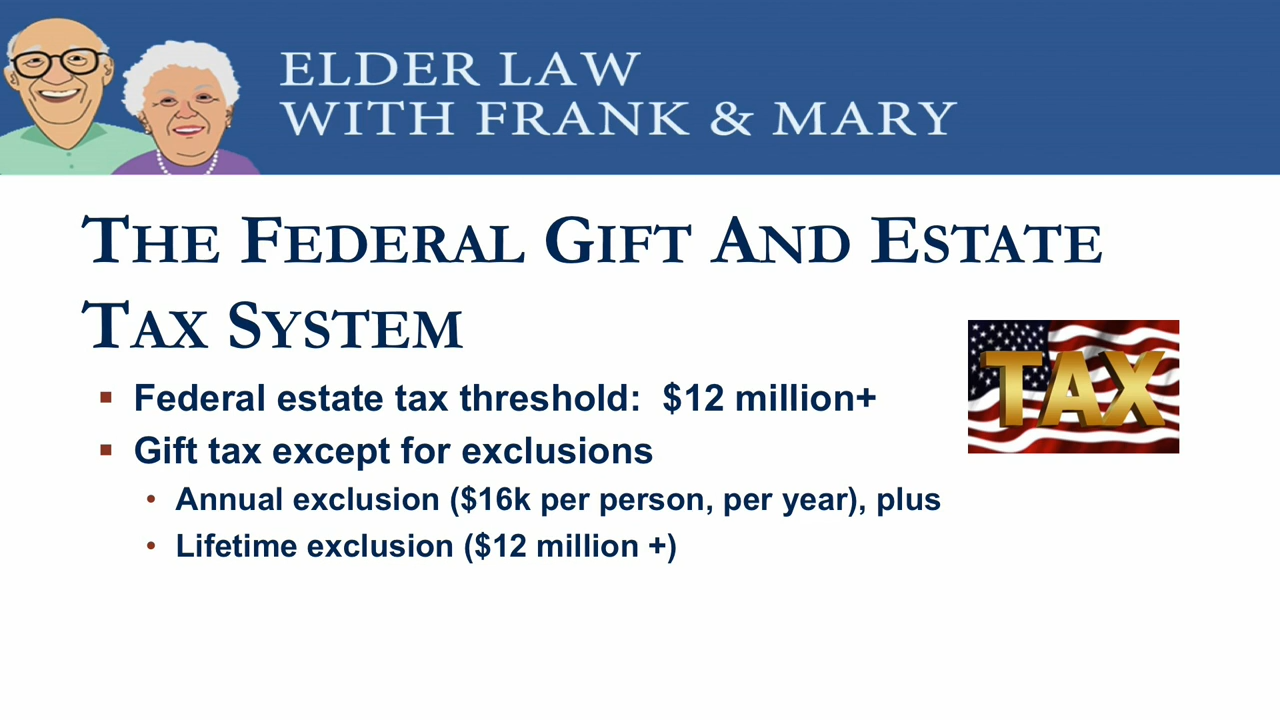 ELDER LAW
WITH FRANK & MARY
THE FEDERAL GIFT AND ESTATE
TAX SYSTEM
TAX
▪ Federal estate tax threshold:  $12 million+
▪ Gift tax except for exclusions
• Annual exclusion ($16k per person, per year), plus
• Lifetime exclusion ($12 million +)